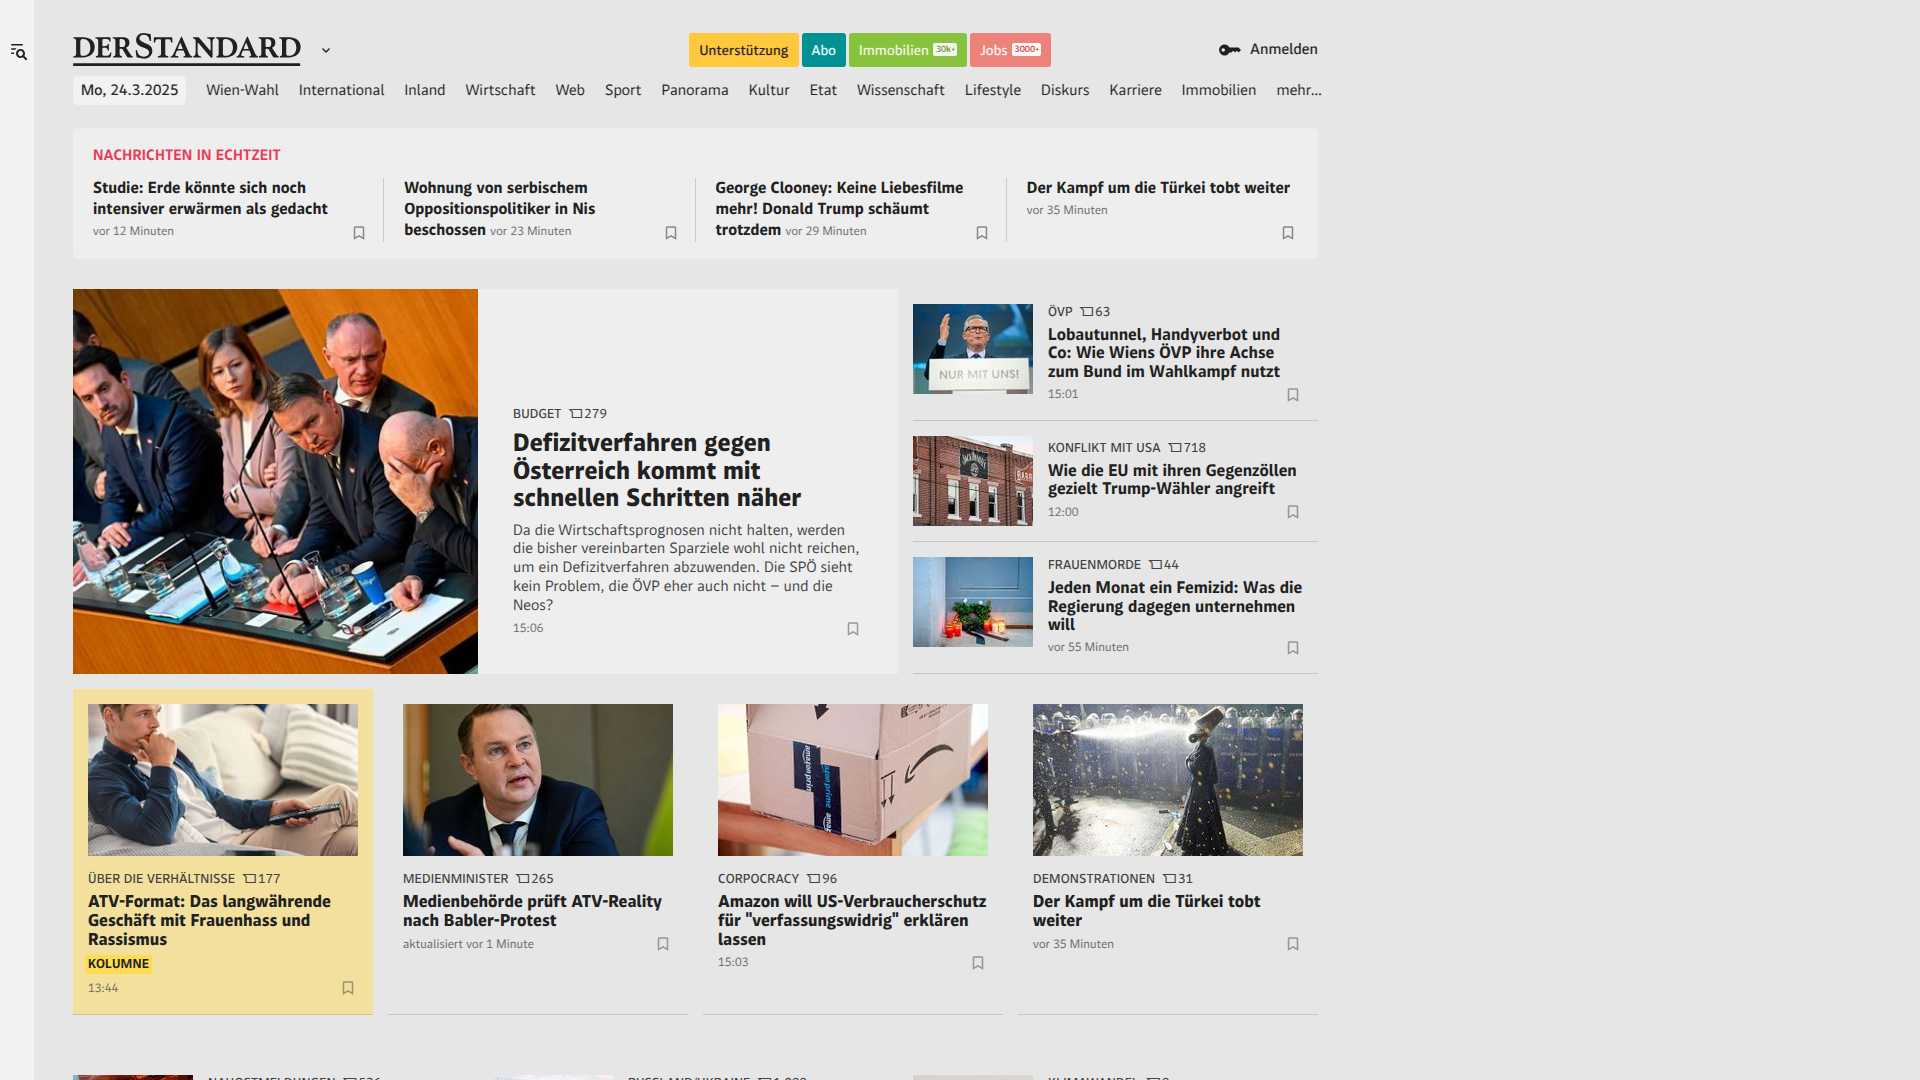 DERSTANDARD
Unterstützung
Abo
Immobilien 30k+
Jobs 3000+
Anmelden
Mo, 24.3.2025
Wien-Wahl
International
Inland
Wirtschaft
Web
Sport
Panorama
Kultur
Etat
Wissenschaft
Lifestyle
Diskurs
Karriere
Immobilien
mehr...
NACHRICHTEN IN ECHTZEIT
Studie: Erde könnte sich noch
intensiver erwärmen als gedacht
vor 12 Minuten
Wohnung von serbischem
Oppositionspolitiker in Nis
beschossen vor 23 Minuten
George Clooney: Keine Liebesfilme
mehr! Donald Trump schäumt
trotzdem vor 29 Minuten
Der Kampf um die Türkei tobt weiter
vor 35 Minuten
BUDGET 279
Defizitverfahren gegen
Österreich kommt mit
schnellen Schritten näher
Da die Wirtschaftsprognosen nicht halten, werden
die bisher vereinbarten Sparziele wohl nicht reichen,
um ein Defizitverfahren abzuwenden. Die SPÖ sieht
kein Problem, die ÖVP eher auch nicht – und die
Neos?
15:06
NUR MIT UNS!
ÖVP 63
Lobautunnel, Handyverbot und
Co: Wie Wiens ÖVP ihre Achse
zum Bund im Wahlkampf nutzt
15:01
KONFLIKT MIT USA 718
Wie die EU mit ihren Gegenzöllen
gezielt Trump-Wähler angreift
12:00
FRAUENMORDE 44
Jeden Monat ein Femizid: Was die
Regierung dagegen unternehmen
will
vor 55 Minuten
ÜBER DIE VERHÄLTNISSE 177
ATV-Format: Das langwährende
Geschäft mit Frauenhass und
Rassismus
KOLUMNE
13:44
MEDIENMINISTER 265
Medienbehörde prüft ATV-Reality
nach Babler-Protest
aktualisiert vor 1 Minute
amazon prime
amazon prime
CORPOCRACY 96
Amazon will US-Verbraucherschutz
für "verfassungswidrig" erklären
lassen
15:03
DEMONSTRATIONEN 31
Der Kampf um die Türkei tobt
weiter
vor 35 Minuten